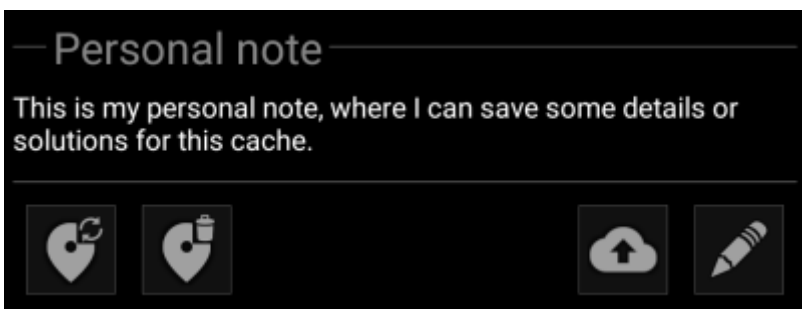 Personal note
This is my personal note, where I can save some details or
solutions for this cache.